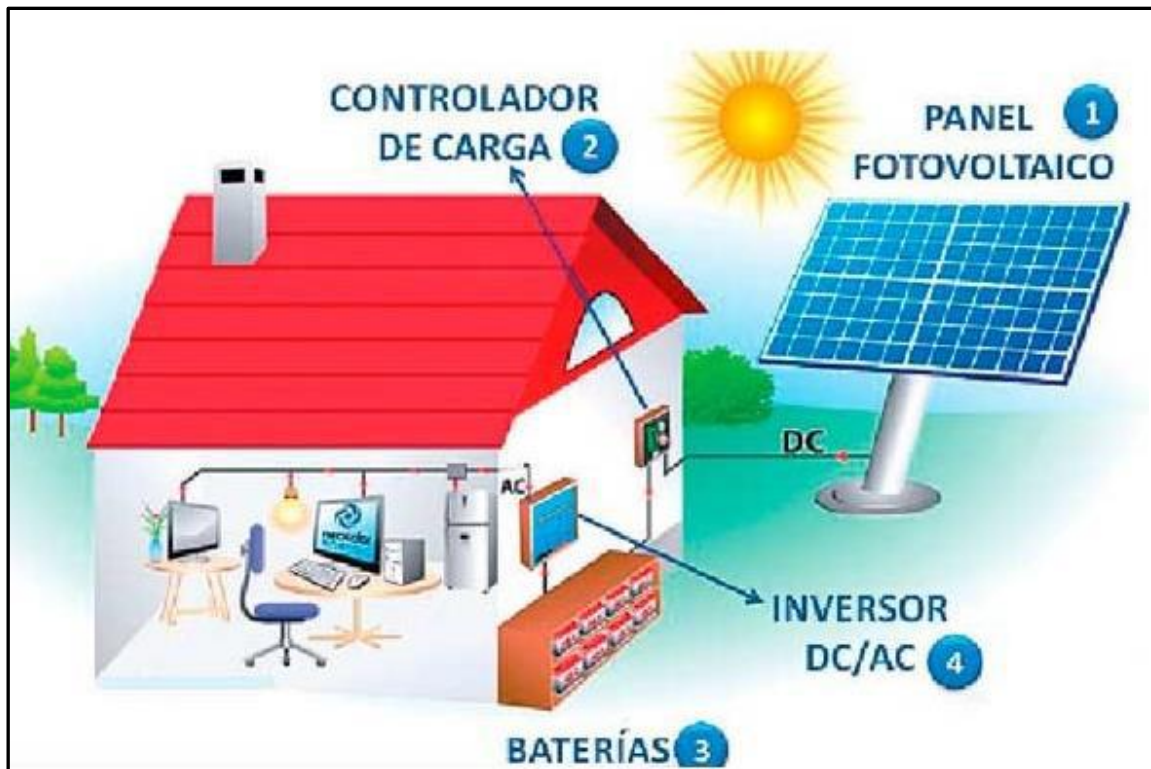 CONTROLADOR
DE CARGA 2
PANEL 1
FOTOVOLTAICO
DC
AC
INVERSOR
DC/AC 4
BATERÍAS 3